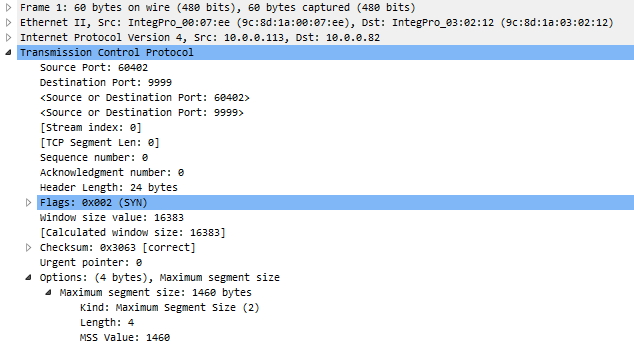 Frame 1: 60 bytes on wire (480 bits), 60 bytes captured (480 bits)
Ethernet II, Src: IntegPro_00:07:ee (9c:8d:1a:00:07:ee), Dst: IntegPro_03:02:12 (9c:8d:1a:03:02:12)
Internet Protocol Version 4, Src: 10.0.0.113, Dst: 10.0.0.82
Transmission Control Protocol
Source Port: 60402
Destination Port: 9999
<Source or Destination Port: 60402>
<Source or Destination Port: 9999>
[Stream index: 0]
[TCP Segment Len: 0]
Sequence number: 0
Acknowledgment number: 0
Header Length: 24 bytes
Flags: 0x002 (SYN)
Window size value: 16383
[Calculated window size: 16383]
Checksum: 0x3063 [correct]
Urgent pointer: 0
Options: (4 bytes), Maximum segment size
Maximum segment size: 1460 bytes
Kind: Maximum Segment Size (2)
Length: 4
MSS Value: 1460